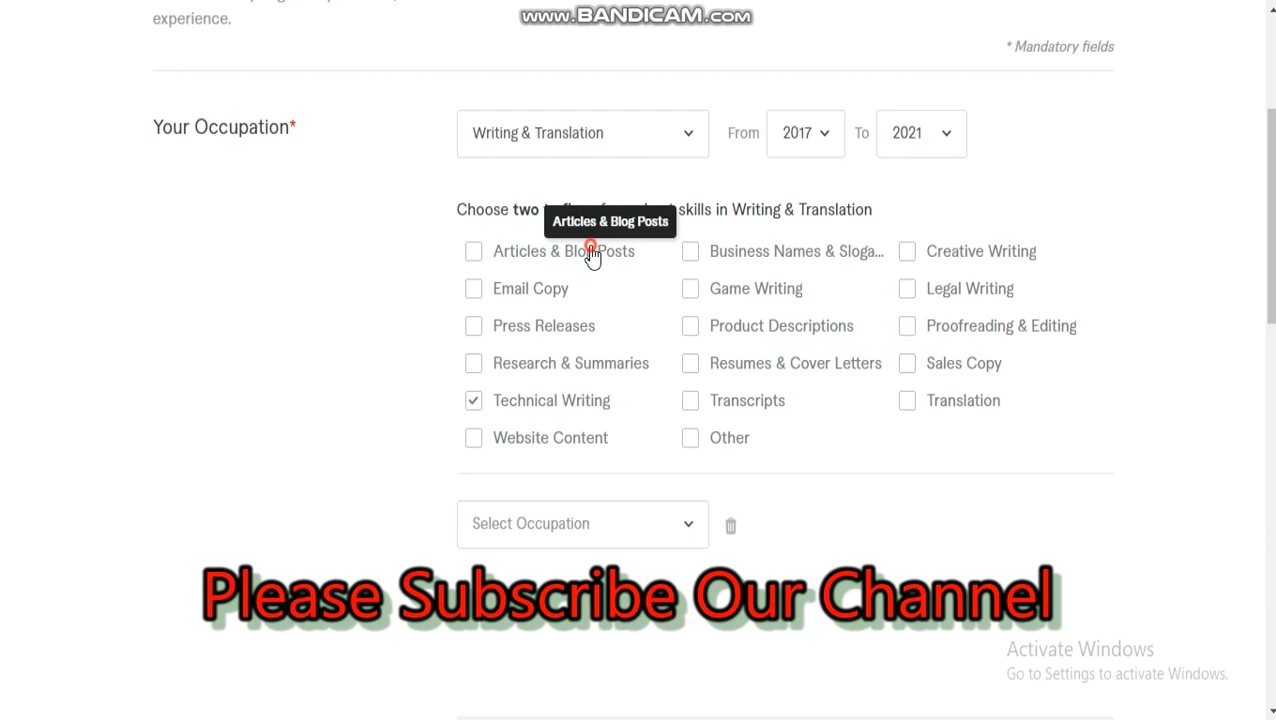 experience.
www.BANDICAM.com
* Mandatory fields
Your Occupation*
Writing & Translation
From
2017
To
2021
Choose two skills in Writing & Translation
Articles & Blog Posts
Articles & Blog Posts
Business Names & Sloga...
Creative Writing
Email Copy
Game Writing
Legal Writing
Press Releases
Product Descriptions
Proofreading & Editing
Research & Summaries
Resumes & Cover Letters
Sales Copy
Technical Writing
Transcripts
Translation
Website Content
Other
Select Occupation
Please Subscribe Our Channel
Activate Windows
Go to Settings to activate Windows.